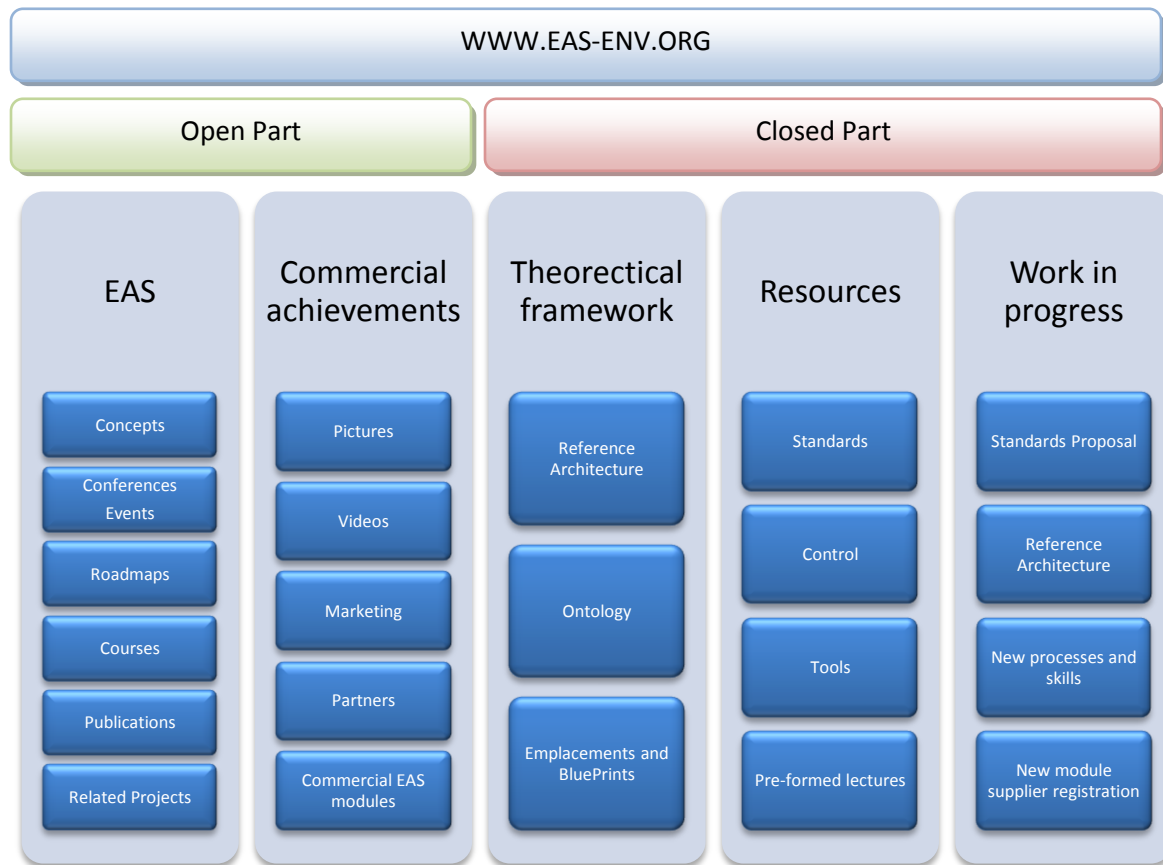 WWW.EAS-ENV.ORG
Open Part
Closed Part
EAS
Concepts
Conferences
Events
Roadmaps
Courses
Publications
Related Projects
Commercial
achievements
Pictures
Videos
Marketing
Partners
Commercial EAS
modules
Theorectical
framework
Reference
Architecture
Ontology
Emplacements and
BluePrints
Resources
Standards
Control
Tools
Pre-formed lectures
Work in
progress
Standards Proposal
Reference
Architecture
New processes and
skills
New module
supplier registration